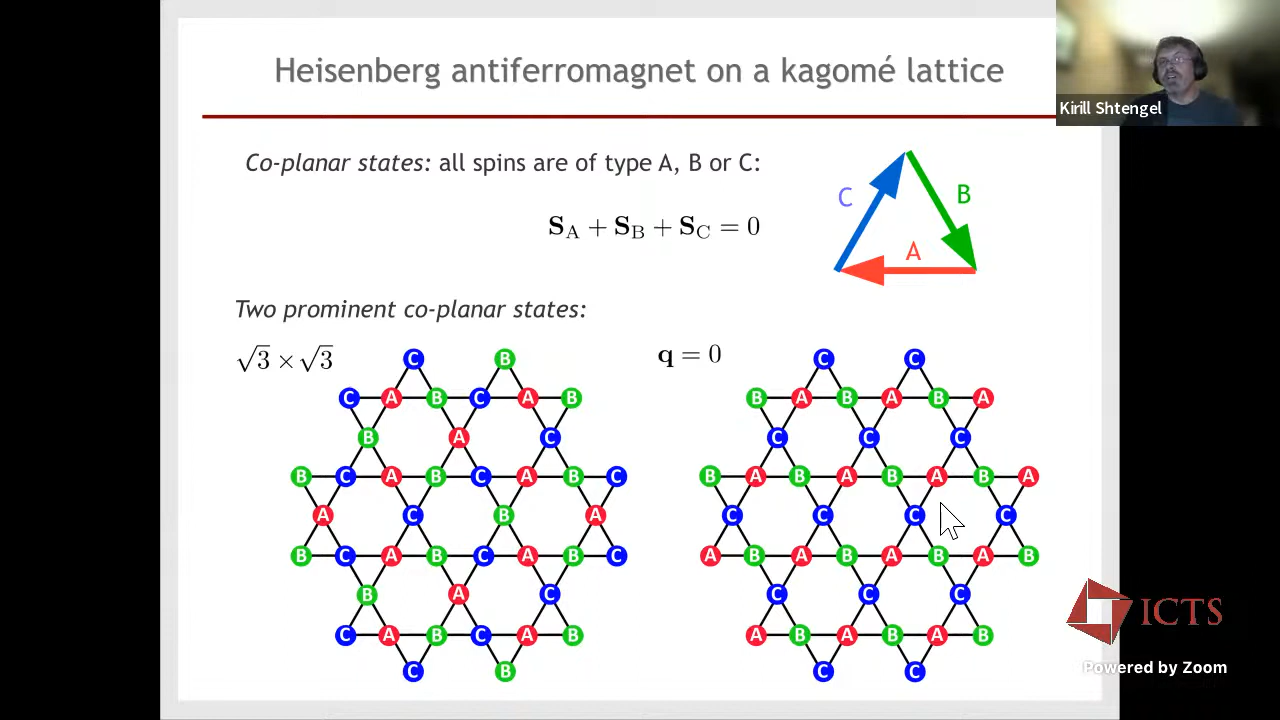 Heisenberg antiferromagnet on a kagomé lattice
Kirill Shtengel
Co-planar states: all spins are of type A, B or C:
S_A + S_B + S_C = 0
C
B
A
Two prominent co-planar states:
√3 × √3
q = 0
C B
C A B C A B
B A C
B C A B C A B C
A C B A
B C A B C A B C
B A C
C A B C A B
C B
C C
B A B A B A
C C C
B A B A B A B A
C C C C
A B A B A B A B
C C C
A B A B A B
C C
ICTS
Powered by Zoom